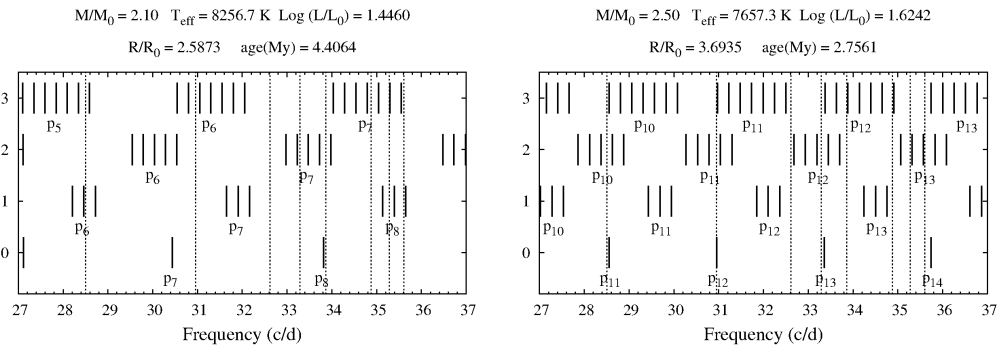 M/M0 = 2.10 Teff = 8256.7 K Log (L/L0) = 1.4460
R/R0 = 2.5873 age(My) = 4.4064
3
p5 p6 p7
2
p6 p7
1
p6 p7 p8
0
p7 p8
27 28 29 30 31 32 33 34 35 36 37
Frequency (c/d)
M/M0 = 2.50 Teff = 7657.3 K Log (L/L0) = 1.6242
R/R0 = 3.6935 age(My) = 2.7561
3
p10 p11 p12 p13
2
p10 p11 p12 p13
1
p10 p11 p12 p13
0
p11 p12 p13 p14
27 28 29 30 31 32 33 34 35 36 37
Frequency (c/d)